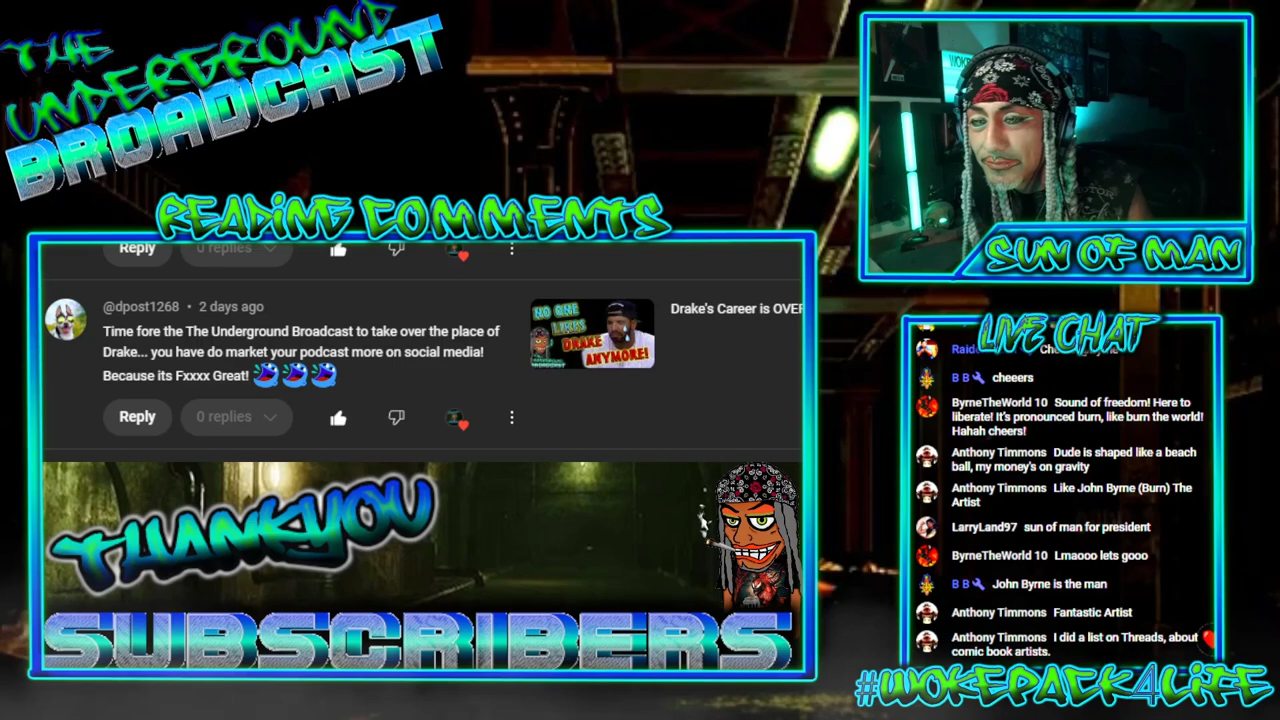 THE
UNDERGROUND
BROADCAST
READING COMMENTS
Reply
0 replies
@dpost1268 • 2 days ago
Time fore the The Underground Broadcast to take over the place of
Drake... you have do market your podcast more on social media!
Because its Fxxxx Great!
NO ONE
LIKES
DRAKE
ANYMORE!
Drake's Career is OVER
Reply
0 replies
THANKYOU
SUBSCRIBERS
SUN OF MAN
LIVE CHAT
B B cheeers
ByrneTheWorld 10 Sound of freedom! Here to
liberate! It's pronounced burn, like burn the world!
Hahah cheers!
Anthony Timmons Dude is shaped like a beach
ball, my money's on gravity
Anthony Timmons Like John Byrne (Burn) The
Artist
LarryLand97 sun of man for president
ByrneTheWorld 10 Lmaooo lets gooo
B B John Byrne is the man
Anthony Timmons Fantastic Artist
Anthony Timmons I did a list on Threads, about
comic book artists.
#WOKEPACK4LIFE